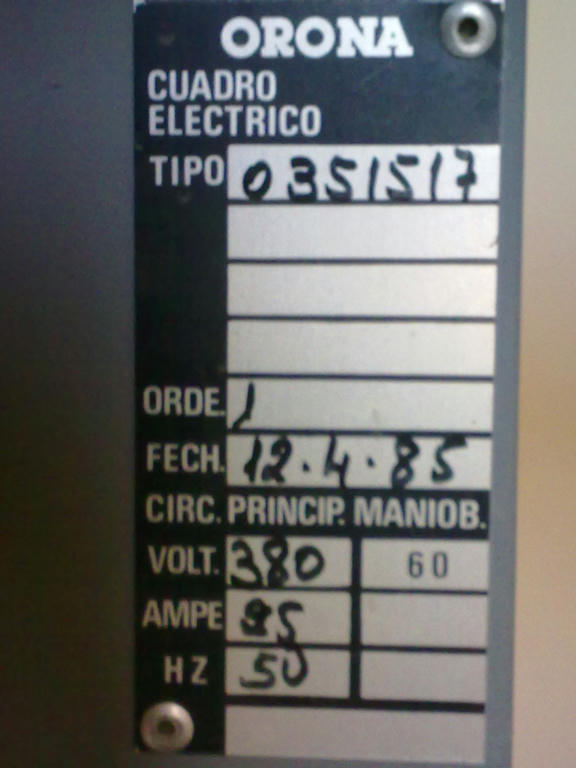 ORONA
CUADRO
ELECTRICO
TIPO 0351517
ORDE. 1
FECH. 12.4.85
CIRC. PRINCIP. MANIOB.
VOLT. 380 60
AMPE
HZ 50